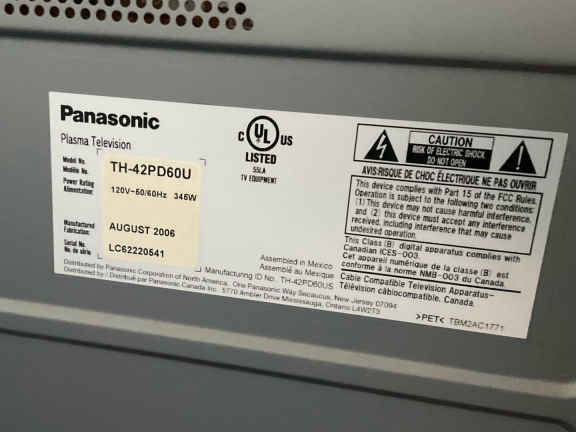 Panasonic
Plasma Television
Model No.
Modèle No.
TH-42PD60U
Power Rating
Alimentation:
120V~50/60Hz 345W
Manufactured
Fabrication:
AUGUST 2006
Serial No.
No. de série:
LC62220541
C UL US
LISTED
55LA
TV EQUIPMENT
Assembled in Mexico
Assemblé au Mexique
Manufacturing ID No. TH-42PD60US
Distributed by Panasonic Corporation of North America. One Panasonic Way Secaucus, New Jersey 07094
Distributed by / Distribué par Panasonic Canada Inc. 5770 Ambler Drive Mississauga, Ontario L4W2T3
CAUTION
RISK OF ELECTRIC SHOCK
DO NOT OPEN
AVIS:RISQUE DE CHOC ÉLECTRIQUE NE PAS OUVRIR
This device complies with Part 15 of the FCC Rules.
Operation is subject to the following two conditions:
(1) This device may not cause harmful interference,
and (2) this device must accept any interference
received, including interference that may cause
undesired operation.
This Class (B) digital apparatus complies with
Canadian ICES-003.
Cet appareil numérique de la classe (B) est
conforme à la norme NMB-003 du Canada.
Cable Compatible Television Apparatus-
Télévision câblocompatible, Canada.
>PET< TBM2AC1771